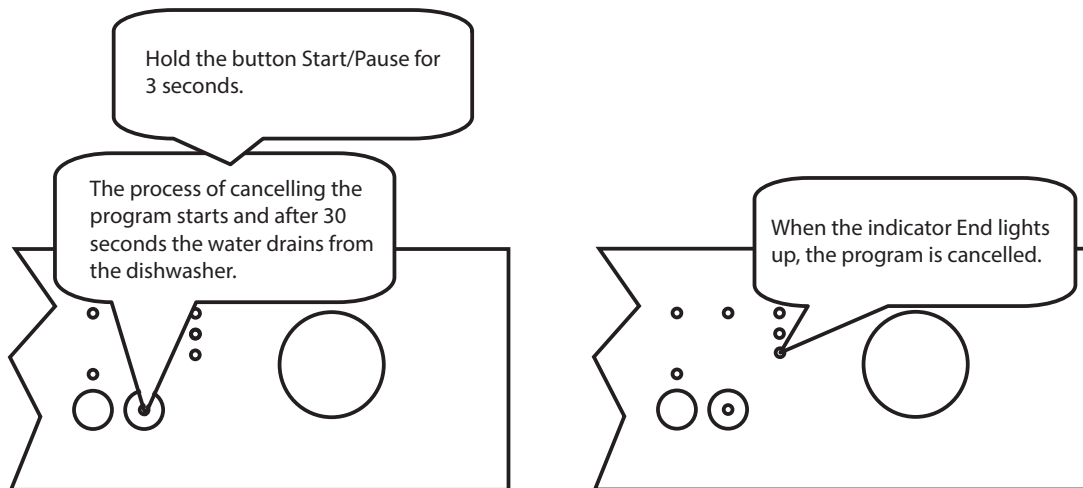 Hold the button Start/Pause for
3 seconds.
The process of cancelling the
program starts and after 30
seconds the water drains from
the dishwasher.
When the indicator End lights
up, the program is cancelled.